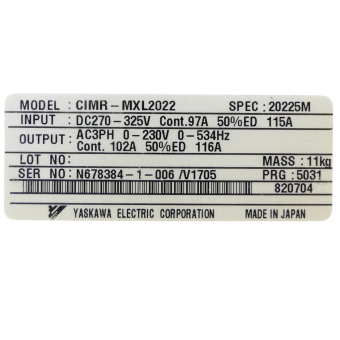 MODEL : CIMR-MXL2022 SPEC : 20225M
INPUT : DC270-325V Cont.97A 50%ED 115A
OUTPUT : AC3PH 0-230V 0-534Hz
Cont. 102A 50%ED 116A
LOT NO : MASS : 11kg
SER NO : N678384-1-006 /V1705 PRG : 5031
820704
YASKAWA ELECTRIC CORPORATION MADE IN JAPAN